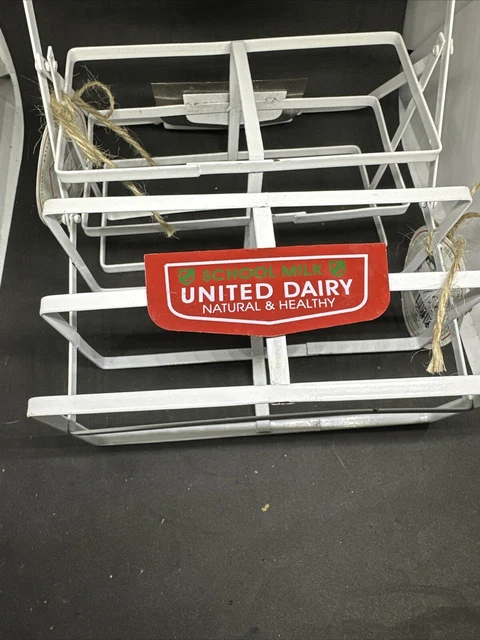 SCHOOL MILK
UNITED DAIRY
NATURAL & HEALTHY